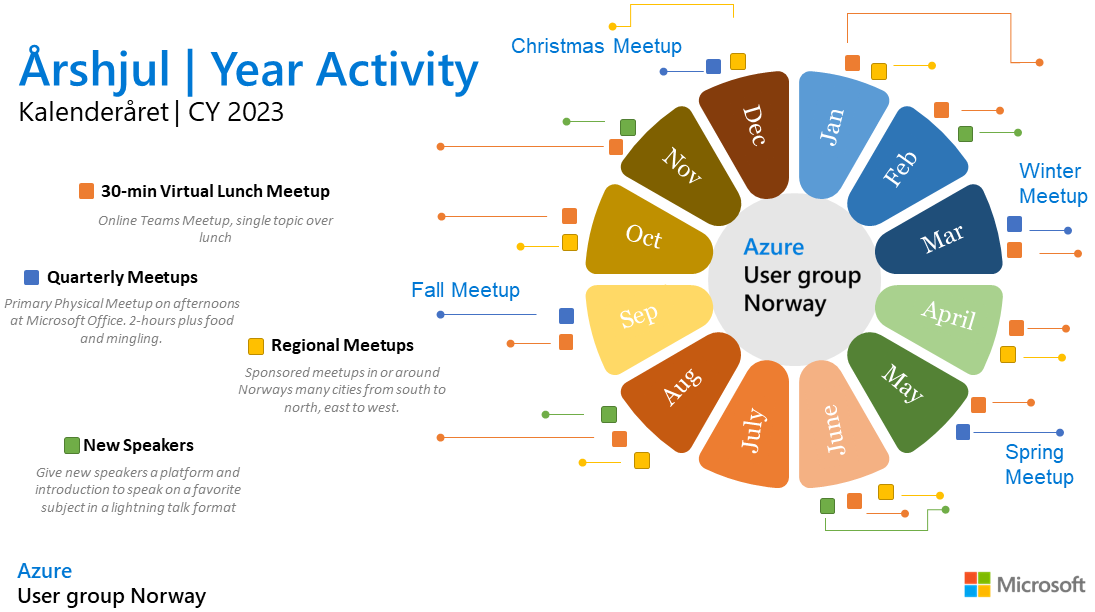 Årshjul | Year Activity
Kalenderåret | CY 2023
30-min Virtual Lunch Meetup
Online Teams Meetup, single topic over
lunch
Quarterly Meetups
Primary Physical Meetup on afternoons
at Microsoft Office. 2-hours plus food
and mingling.
Regional Meetups
Sponsored meetups in or around
Norways many cities from south to
north, east to west.
New Speakers
Give new speakers a platform and
introduction to speak on a favorite
subject in a lightning talk format
Azure
User group Norway
Christmas Meetup
Fall Meetup
Winter
Meetup
Spring
Meetup
Jan
Feb
Mar
April
May
June
July
Aug
Sep
Oct
Nov
Dec
Azure
User group
Norway
Microsoft